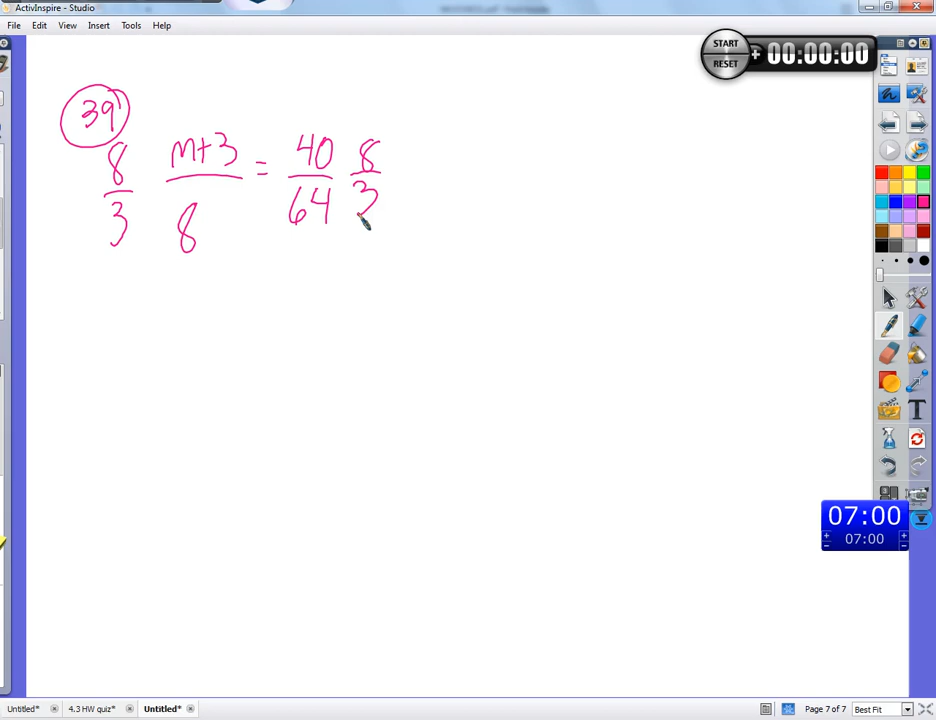 ActivInspire - Studio
File Edit View Insert Tools Help
START
RESET
+ 00:00:00
39
8/3 m+3/8 = 40/64 8/3
07:00
+ 07:00 +
Untitled* 4.3 HW quiz* Untitled*
Page 7 of 7 Best Fit